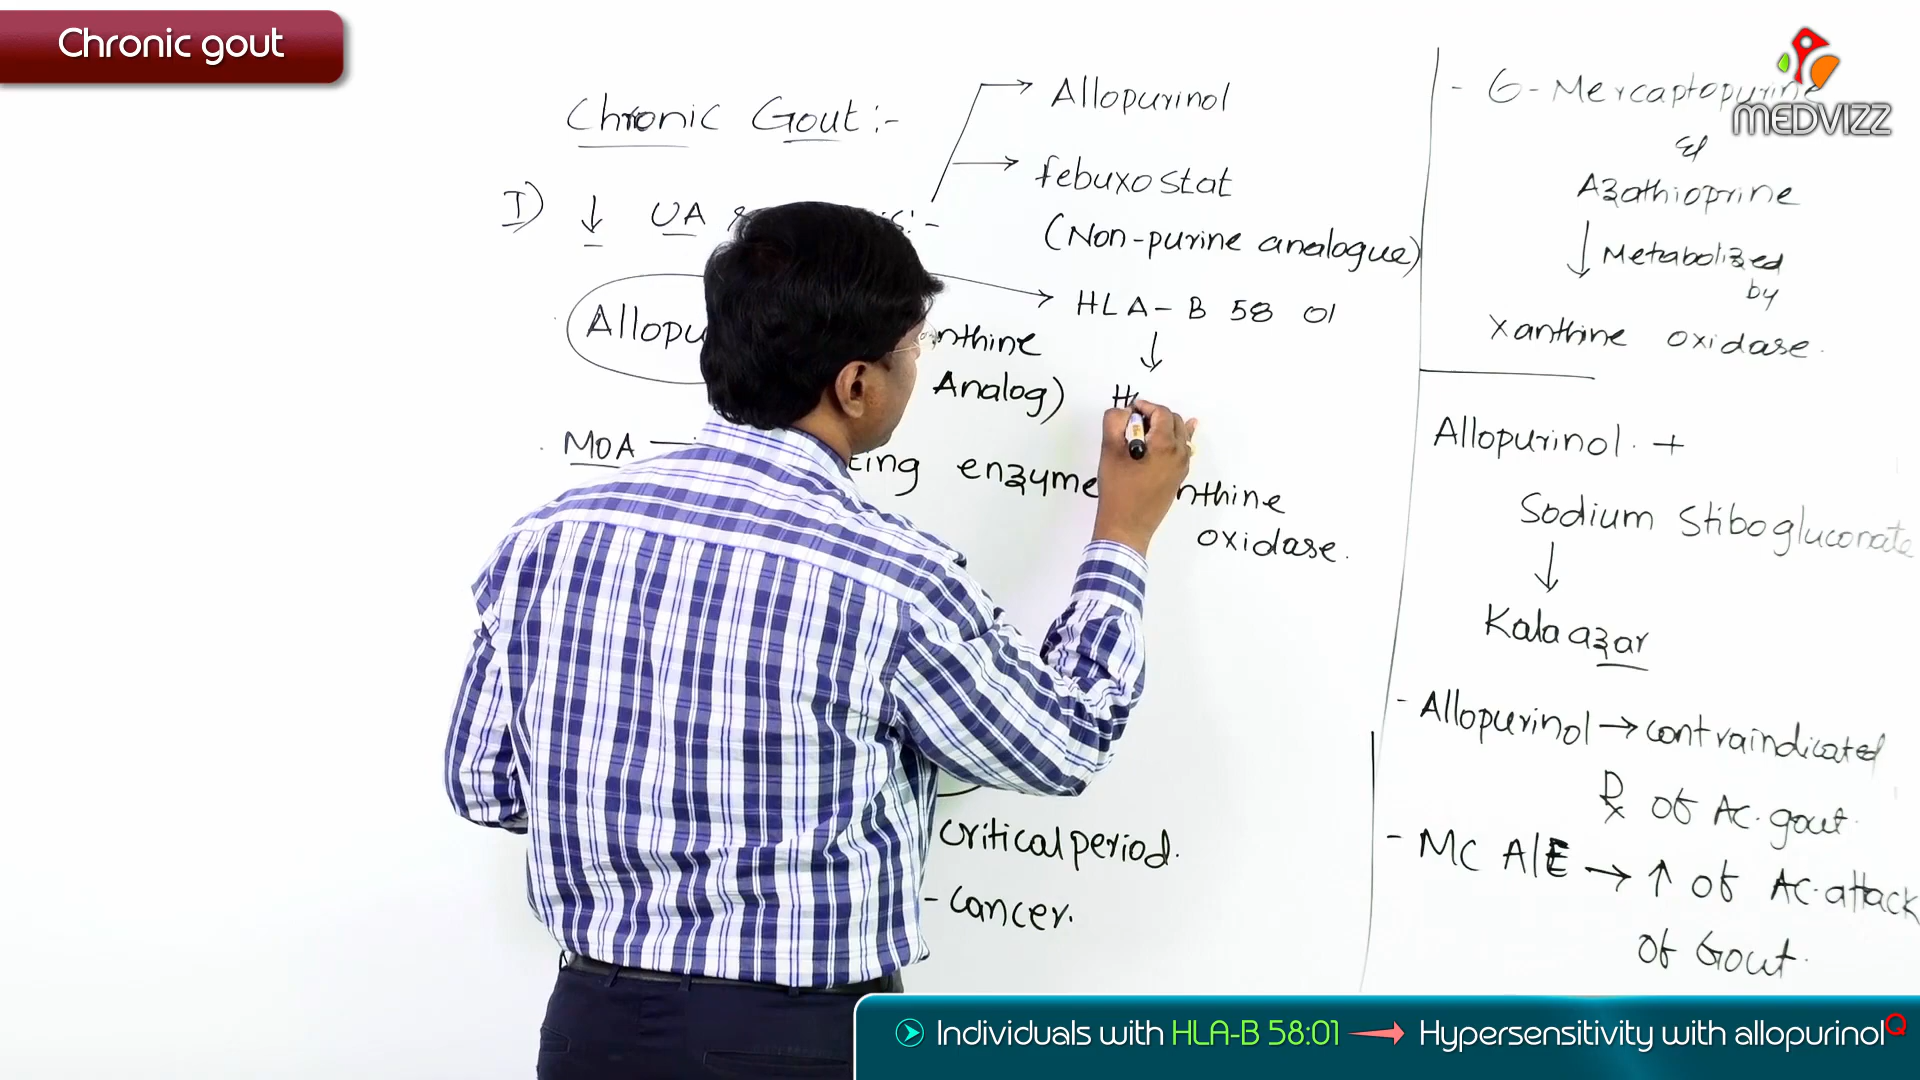 Chronic gout
Chronic Gout :-
Allopurinol
febuxostat
(Non-purine analogue)
I) ↓ UA
HLA - B 58 01
↓
Allopu
nthine
Analog)
H
MOA —
ting enzyme
nthine
oxidase.
critical period.
- cancer.
- 6-Mercaptopurine
&
Azathioprine
↓ Metabolized
by
Xanthine oxidase.
Allopurinol. +
Sodium Stibogluconate
↓
Kala azar
- Allopurinol → contraindicated
Rx of Ac. gout.
- MC A/E → ↑ of Ac. attack
of Gout.
MEDVIZZ
Individuals with HLA-B 58:01 → Hypersensitivity with allopurinol Q